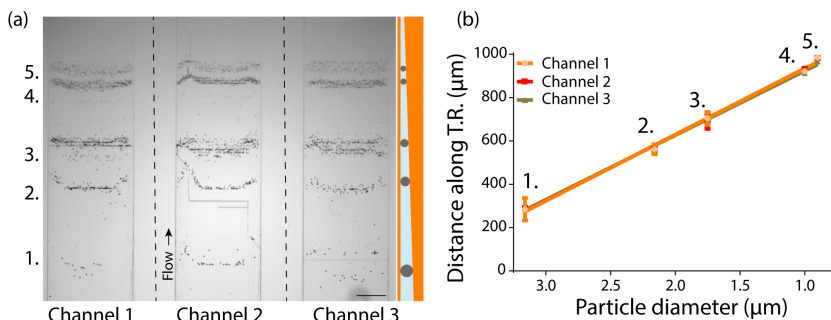 (a)
5.
4.
3.
2.
1.
Flow →
Channel 1
Channel 2
Channel 3
(b)
Distance along T.R. (μm)
1000
800
600
400
200
0
Channel 1
Channel 2
Channel 3
1.
2.
3.
4.
5.
3.0
2.5
2.0
1.5
1.0
Particle diameter (μm)